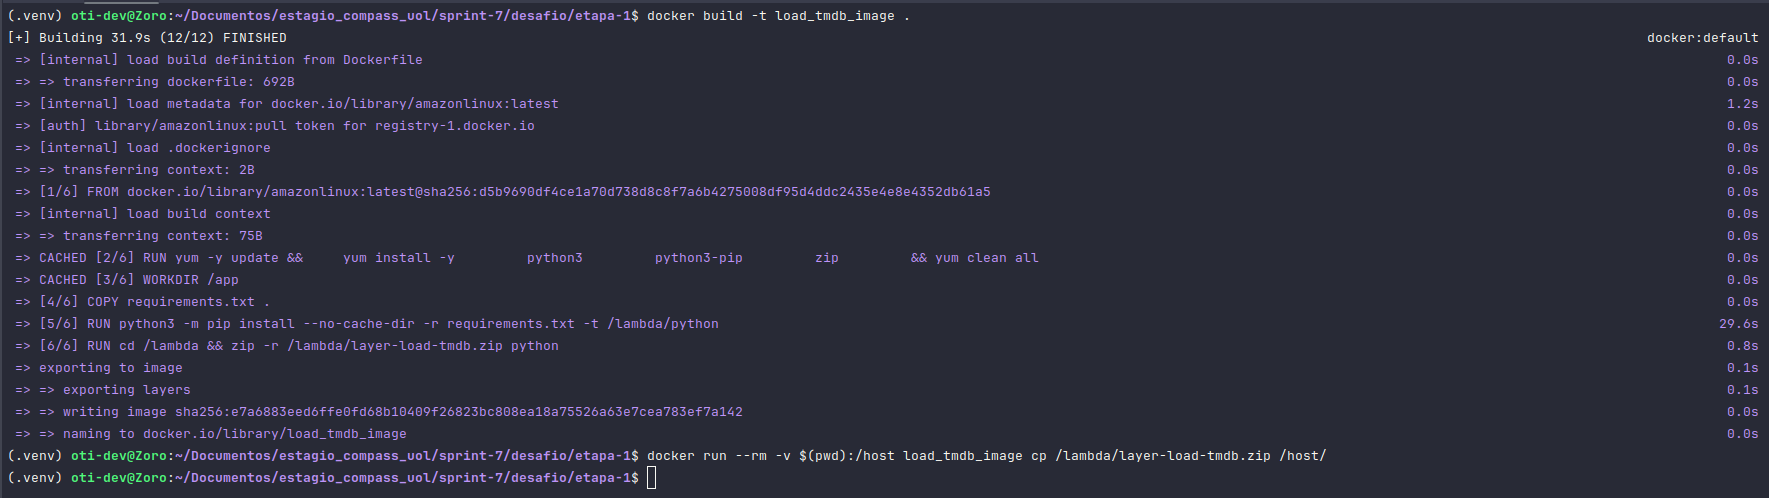 (.venv) oti-dev@Zoro:~/Documentos/estagio_compass_uol/sprint-7/desafio/etapa-1$ docker build -t load_tmdb_image .
[+] Building 31.9s (12/12) FINISHED docker:default
=> [internal] load build definition from Dockerfile 0.0s
=> => transferring dockerfile: 692B 0.0s
=> [internal] load metadata for docker.io/library/amazonlinux:latest 1.2s
=> [auth] library/amazonlinux:pull token for registry-1.docker.io 0.0s
=> [internal] load .dockerignore 0.0s
=> => transferring context: 2B 0.0s
=> [1/6] FROM docker.io/library/amazonlinux:latest@sha256:d5b9690df4ce1a70d738d8c8f7a6b4275008df95d4ddc2435e4e8e4352db61a5 0.0s
=> [internal] load build context 0.0s
=> => transferring context: 75B 0.0s
=> CACHED [2/6] RUN yum -y update && yum install -y python3 python3-pip zip && yum clean all 0.0s
=> CACHED [3/6] WORKDIR /app 0.0s
=> [4/6] COPY requirements.txt . 0.0s
=> [5/6] RUN python3 -m pip install --no-cache-dir -r requirements.txt -t /lambda/python 29.6s
=> [6/6] RUN cd /lambda && zip -r /lambda/layer-load-tmdb.zip python 0.8s
=> exporting to image 0.1s
=> => exporting layers 0.1s
=> => writing image sha256:e7a6883eed6ffe0fd68b10409f26823bc808ea18a75526a63e7cea783ef7a142 0.0s
=> => naming to docker.io/library/load_tmdb_image 0.0s
(.venv) oti-dev@Zoro:~/Documentos/estagio_compass_uol/sprint-7/desafio/etapa-1$ docker run --rm -v $(pwd):/host load_tmdb_image cp /lambda/layer-load-tmdb.zip /host/
(.venv) oti-dev@Zoro:~/Documentos/estagio_compass_uol/sprint-7/desafio/etapa-1$